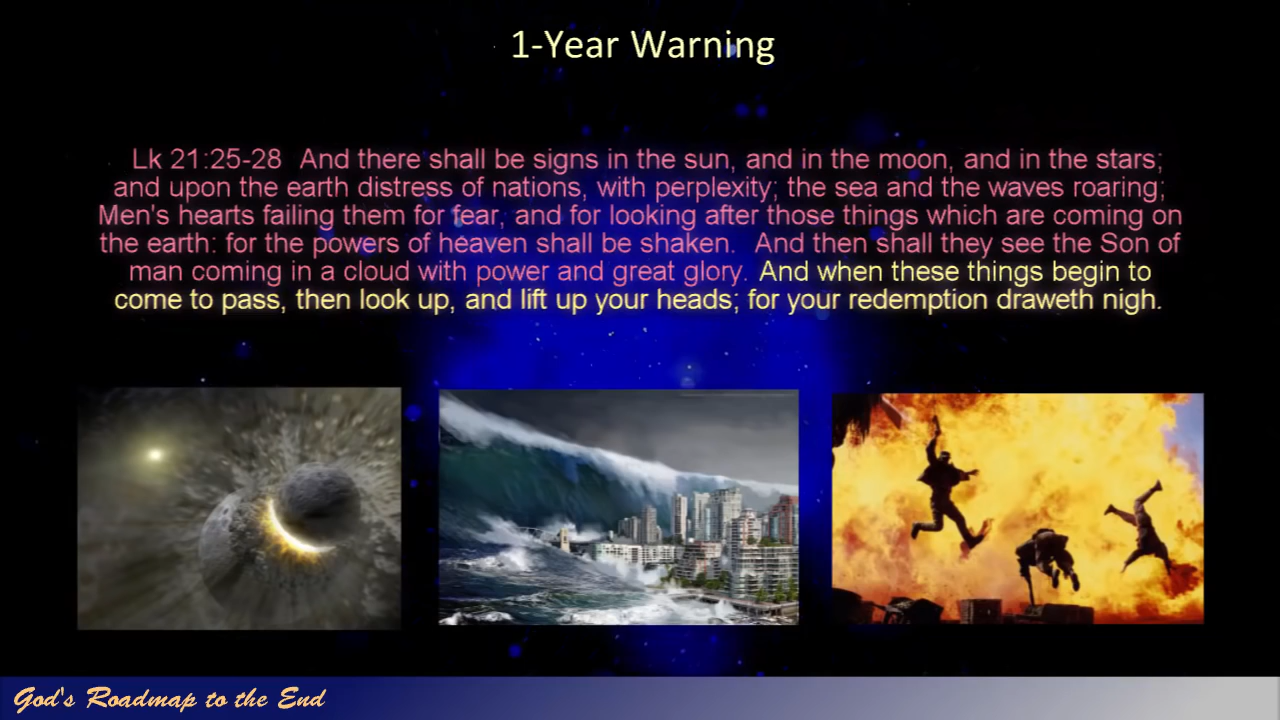 1-Year Warning
Lk 21:25-28 And there shall be signs in the sun, and in the moon, and in the stars;
and upon the earth distress of nations, with perplexity; the sea and the waves roaring;
Men's hearts failing them for fear, and for looking after those things which are coming on
the earth: for the powers of heaven shall be shaken. And then shall they see the Son of
man coming in a cloud with power and great glory. And when these things begin to
come to pass, then look up, and lift up your heads; for your redemption draweth nigh.
God's Roadmap to the End